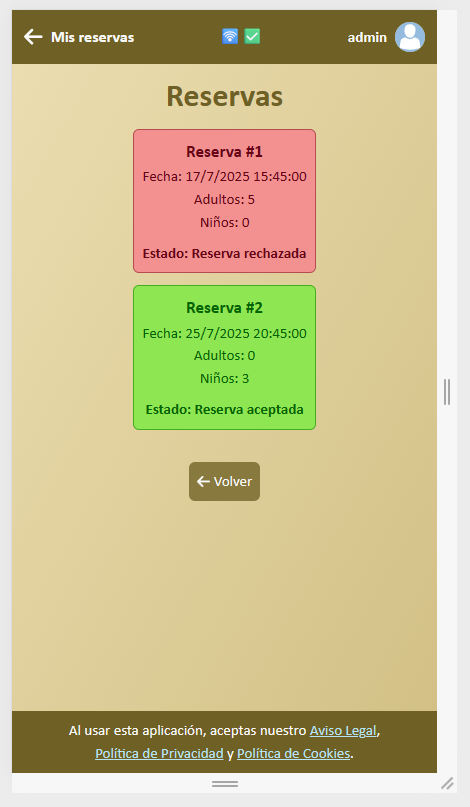 Mis reservas
admin
Reservas
Reserva #1
Fecha: 17/7/2025 15:45:00
Adultos: 5
Niños: 0
Estado: Reserva rechazada
Reserva #2
Fecha: 25/7/2025 20:45:00
Adultos: 0
Niños: 3
Estado: Reserva aceptada
Volver
Al usar esta aplicación, aceptas nuestro Aviso Legal,
Política de Privacidad y Política de Cookies.